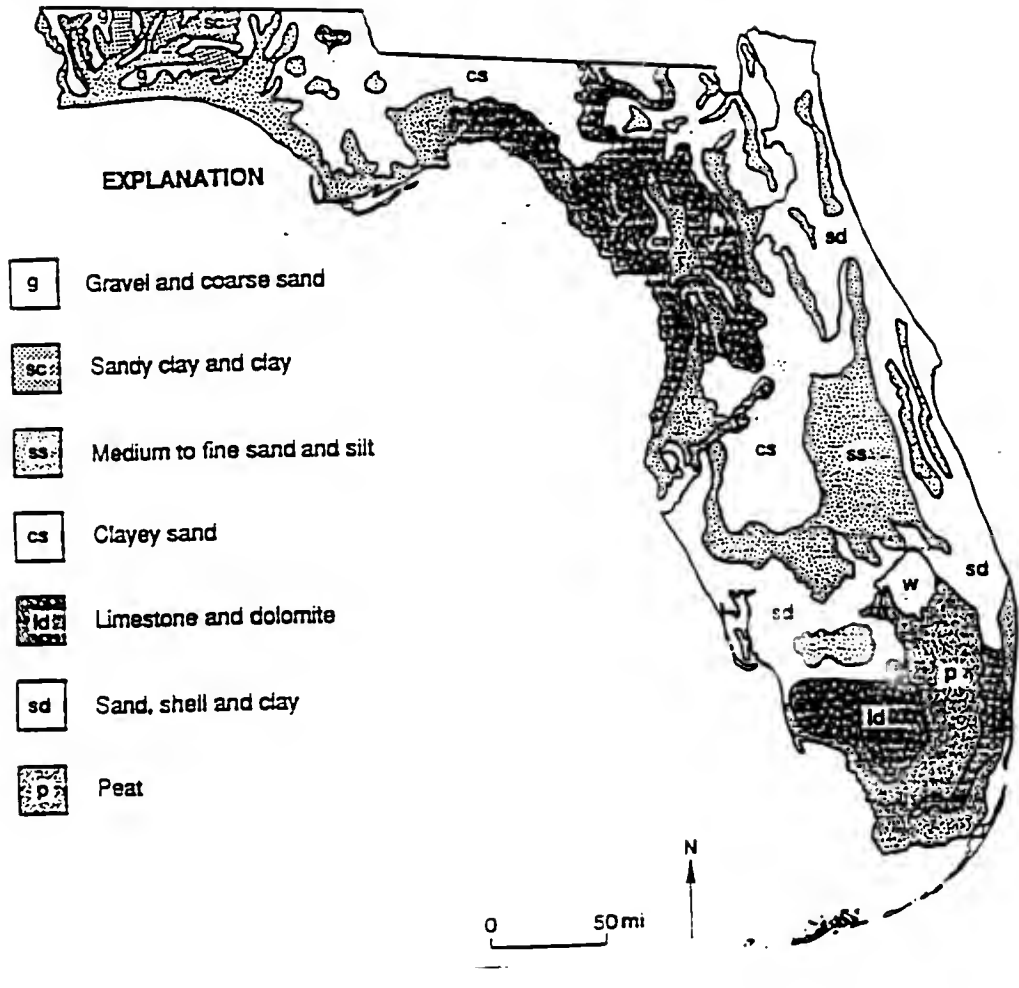 sc
g
cs
EXPLANATION
g Gravel and coarse sand
sc Sandy clay and clay
ss Medium to fine sand and silt
cs Clayey sand
ld Limestone and dolomite
sd Sand, shell and clay
p Peat
sd
cs
ss
sd
w
sd
p
ld
N
0 50 mi